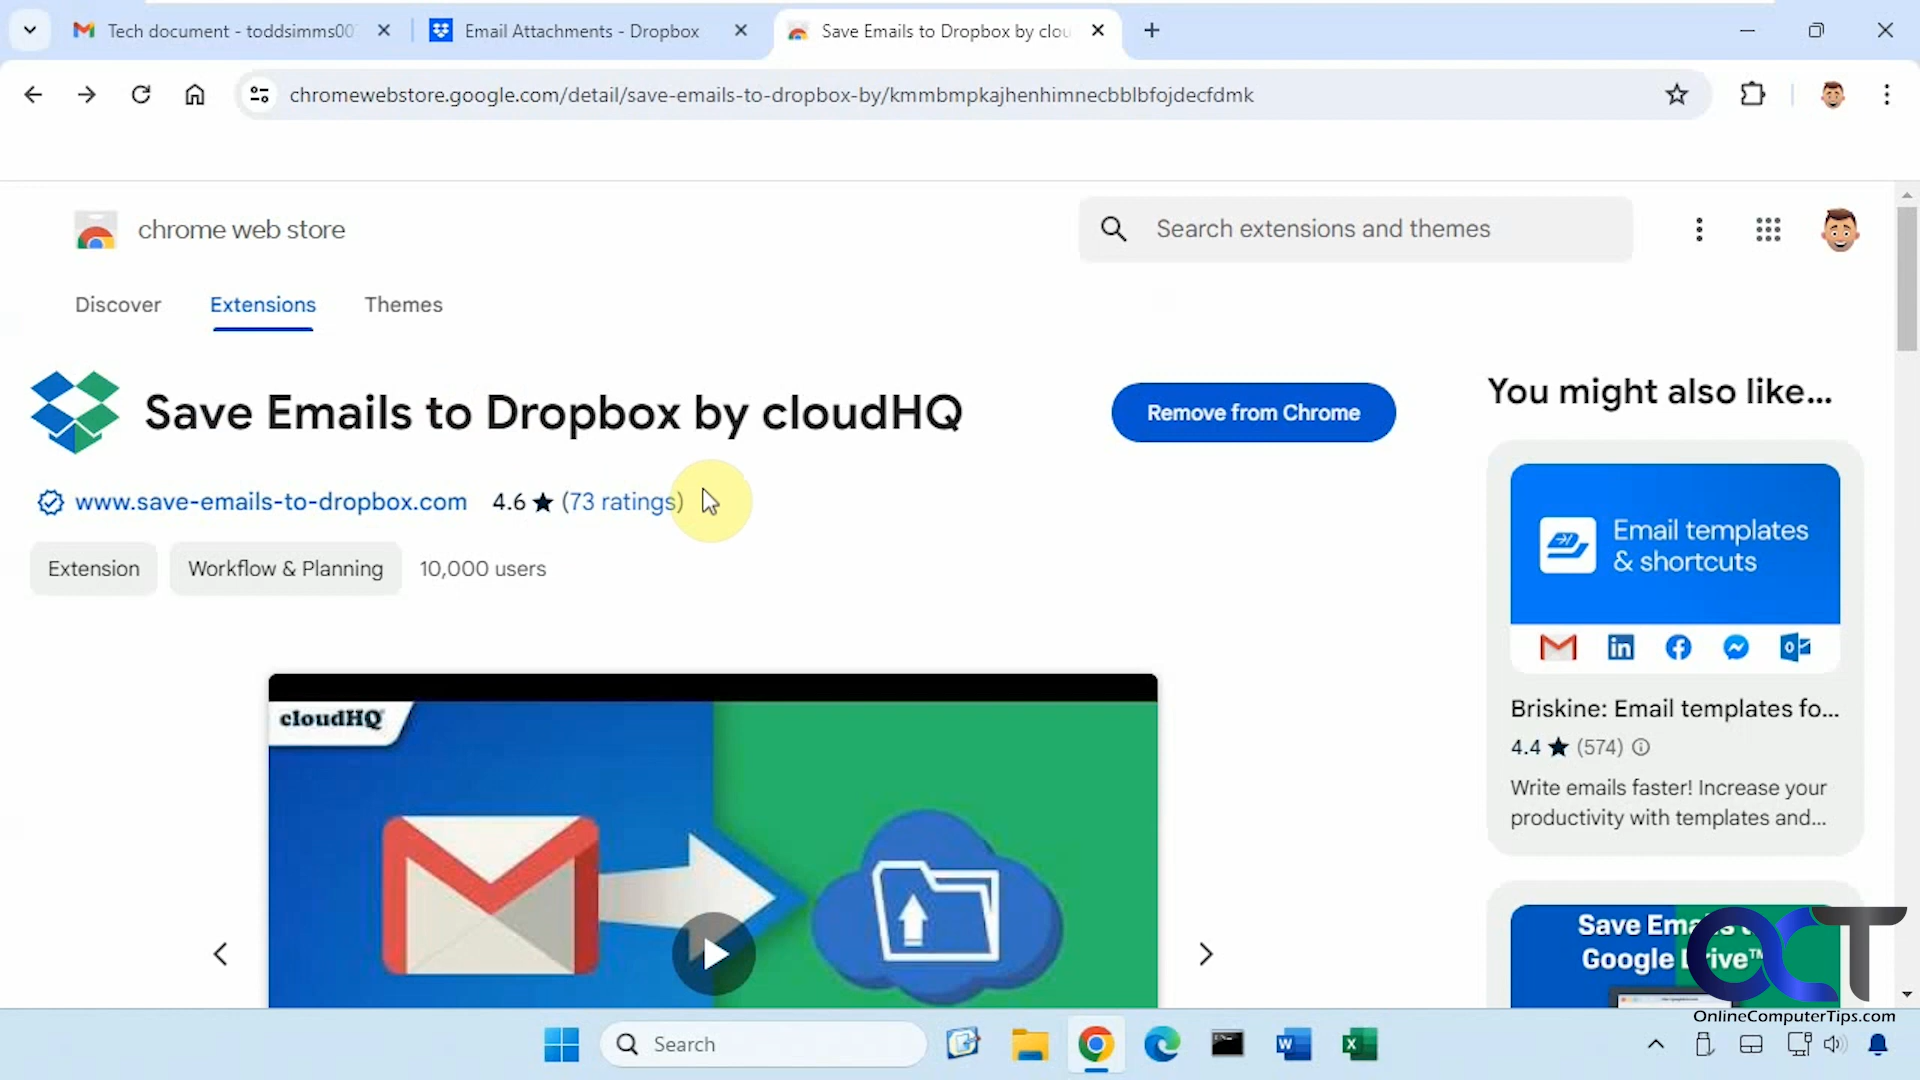 Tech document - toddsimms00
Email Attachments - Dropbox
Save Emails to Dropbox by clou
chromewebstore.google.com/detail/save-emails-to-dropbox-by/kmmbmpkajhenhimnecbblbfojdecfdmk
chrome web store
Search extensions and themes
Discover
Extensions
Themes
Save Emails to Dropbox by cloudHQ
Remove from Chrome
You might also like...
www.save-emails-to-dropbox.com
4.6 ★ (73 ratings)
Extension
Workflow & Planning
10,000 users
Email templates
& shortcuts
Briskine: Email templates fo...
4.4 ★ (574)
Write emails faster! Increase your
productivity with templates and...
cloudHQ
Save Emails
Google Drive™
OCT
OnlineComputerTips.com
Search